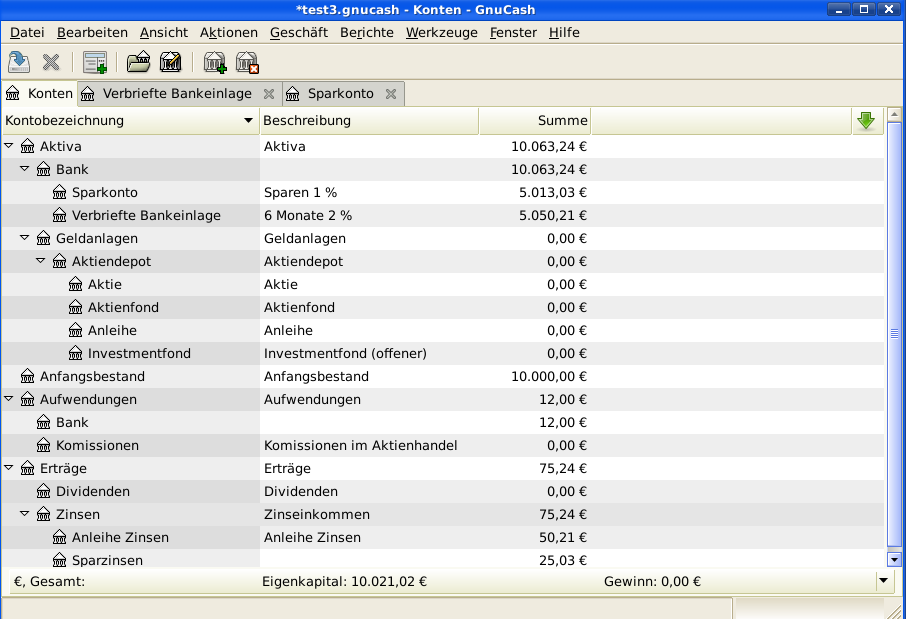 *test3.gnucash - Konten - GnuCash
Datei Bearbeiten Ansicht Aktionen Geschäft Berichte Werkzeuge Fenster Hilfe
Konten Verbriefte Bankeinlage Sparkonto
Kontobezeichnung Beschreibung Summe
Aktiva Aktiva 10.063,24 €
Bank 10.063,24 €
Sparkonto Sparen 1 % 5.013,03 €
Verbriefte Bankeinlage 6 Monate 2 % 5.050,21 €
Geldanlagen Geldanlagen 0,00 €
Aktiendepot Aktiendepot 0,00 €
Aktie Aktie 0,00 €
Aktienfond Aktienfond 0,00 €
Anleihe Anleihe 0,00 €
Investmentfond Investmentfond (offener) 0,00 €
Anfangsbestand Anfangsbestand 10.000,00 €
Aufwendungen Aufwendungen 12,00 €
Bank 12,00 €
Komissionen Komissionen im Aktienhandel 0,00 €
Erträge Erträge 75,24 €
Dividenden Dividenden 0,00 €
Zinsen Zinseinkommen 75,24 €
Anleihe Zinsen Anleihe Zinsen 50,21 €
Sparzinsen 25,03 €
€, Gesamt: Eigenkapital: 10.021,02 € Gewinn: 0,00 €